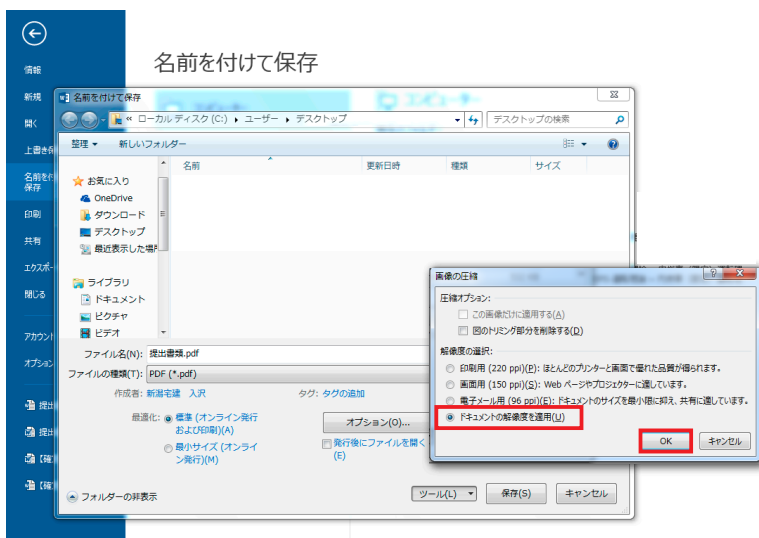 名前を付けて保存
情報
新規
開く
上書き保
名前を付
保存
印刷
共有
エクスポー
閉じる
アカウント
オプション
名前を付けて保存
« ローカル ディスク (C:) ▸ ユーザー ▸ デスクトップ
デスクトップの検索
整理 ▼ 新しいフォルダー
名前 更新日時 種類 サイズ
お気に入り
OneDrive
ダウンロード
デスクトップ
最近表示した場所
ライブラリ
ドキュメント
ピクチャ
ビデオ
ファイル名(N): 提出書類.pdf
ファイルの種類(T): PDF (*.pdf)
作成者: 新潟宅建 入沢 タグ: タグの追加
最適化: 標準 (オンライン発行
および印刷)(A)
最小サイズ (オンライ
ン発行)(M)
オプション(O)...
発行後にファイルを開く
(E)
フォルダーの非表示
ツール(L) ▼ 保存(S) キャンセル
画像の圧縮
圧縮オプション:
この画像だけに適用する(A)
図のトリミング部分を削除する(D)
解像度の選択:
印刷用 (220 ppi)(P): ほとんどのプリンターと画面で優れた品質が得られます。
画面用 (150 ppi)(S): Web ページやプロジェクターに適しています。
電子メール用 (96 ppi)(E): ドキュメントのサイズを最小限に抑え、共有に適しています。
ドキュメントの解像度を適用(U)
OK キャンセル